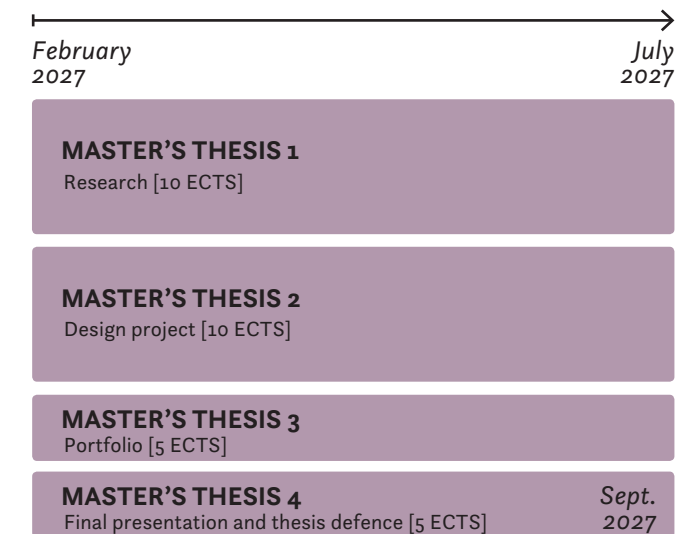 February
2027
July
2027
MASTER’S THESIS 1
Research [10 ECTS]
MASTER’S THESIS 2
Design project [10 ECTS]
MASTER’S THESIS 3
Portfolio [5 ECTS]
MASTER’S THESIS 4
Final presentation and thesis defence [5 ECTS]
Sept.
2027